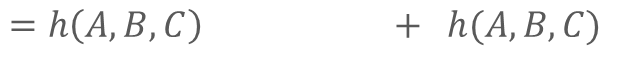 = h(A, B, C) + h(A, B, C)